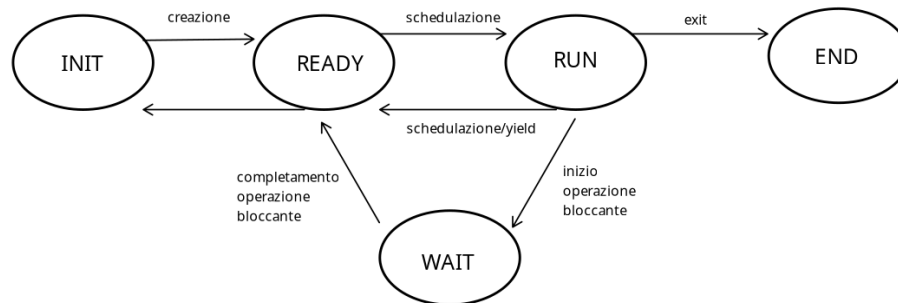 creazione
schedulazione
exit
INIT
READY
RUN
END
schedulazione/yield
completamento
operazione
bloccante
inizio
operazione
bloccante
WAIT